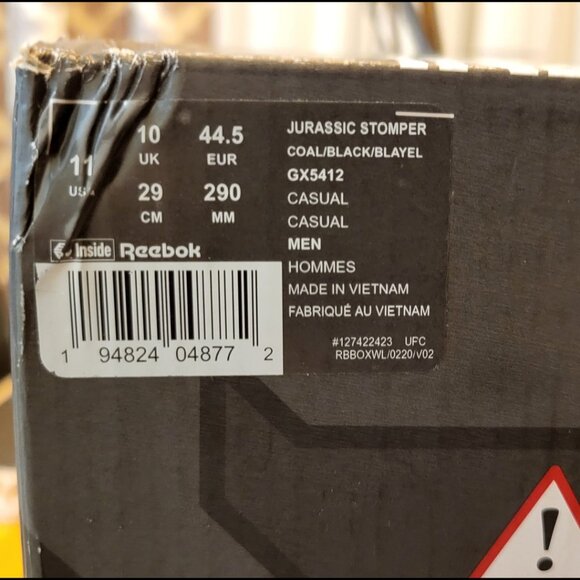 11
USA
10
UK
44.5
EUR
29
CM
290
MM
Inside Reebok
1 94824 04877 2
JURASSIC STOMPER
COAL/BLACK/BLAYEL
GX5412
CASUAL
CASUAL
MEN
HOMMES
MADE IN VIETNAM
FABRIQUÉ AU VIETNAM
#127422423 UFC
RBBOXWL/0220/V02
!